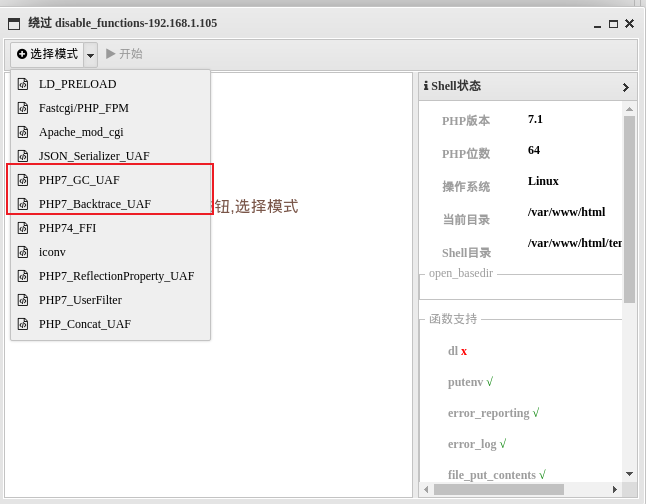 绕过 disable_functions-192.168.1.105
选择模式
开始
LD_PRELOAD
Fastcgi/PHP_FPM
Apache_mod_cgi
JSON_Serializer_UAF
PHP7_GC_UAF
PHP7_Backtrace_UAF
PHP74_FFI
iconv
PHP7_ReflectionProperty_UAF
PHP7_UserFilter
PHP_Concat_UAF
钮,选择模式
Shell状态
PHP版本 7.1
PHP位数 64
操作系统 Linux
当前目录 /var/www/html
Shell目录 /var/www/html/ter
open_basedir
函数支持
dl x
putenv √
error_reporting √
error_log √
file_put_contents √